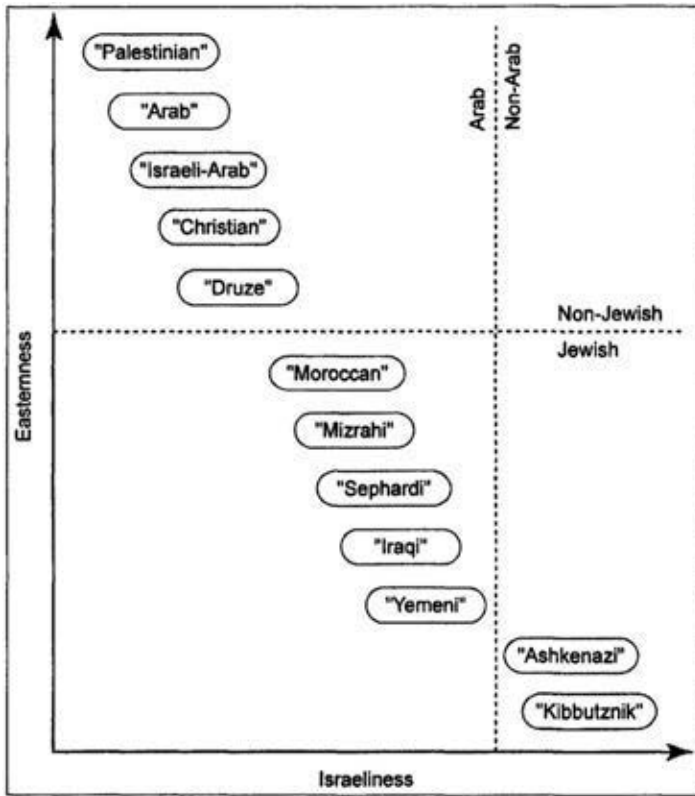 "Palestinian"
"Arab"
"Israeli-Arab"
"Christian"
"Druze"
Arab
Non-Arab
Non-Jewish
Jewish
"Moroccan"
"Mizrahi"
"Sephardi"
"Iraqi"
"Yemeni"
"Ashkenazi"
"Kibbutznik"
Easternness
Israeliness